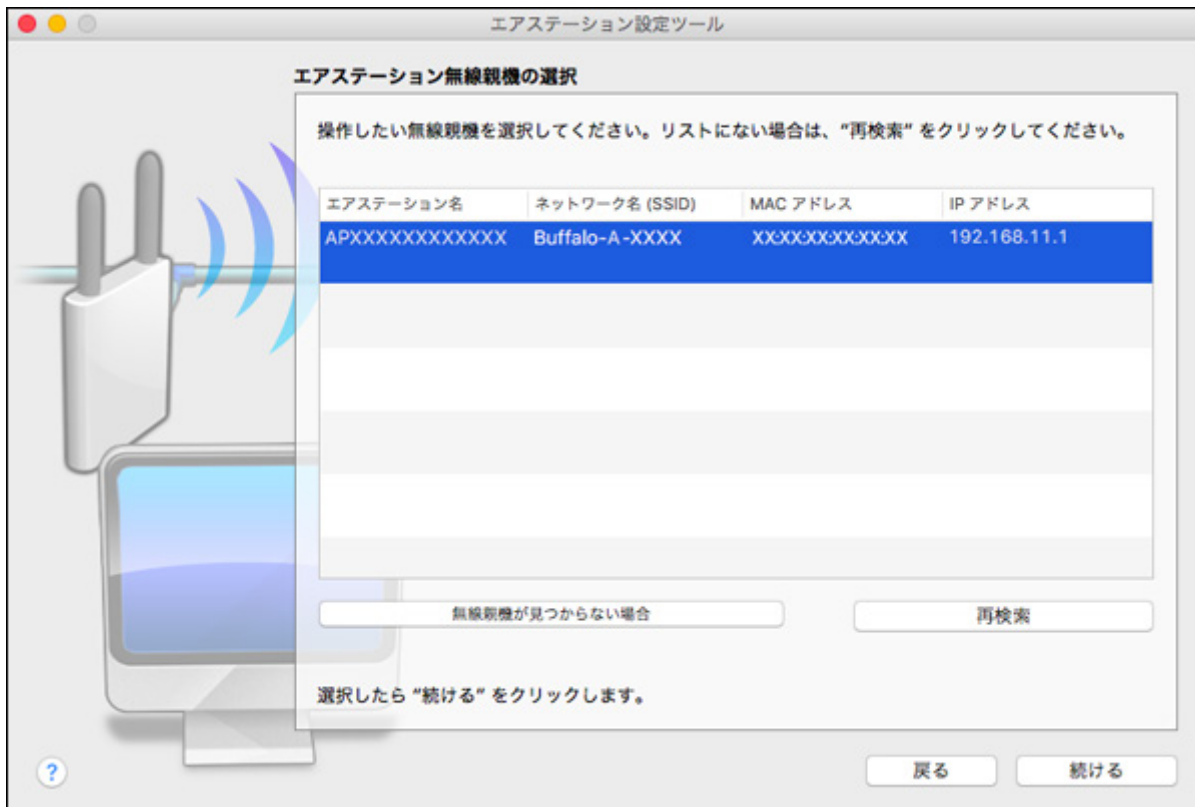 エアステーション設定ツール
エアステーション無線親機の選択
操作したい無線親機を選択してください。リストにない場合は、“再検索” をクリックしてください。
エアステーション名 ネットワーク名 (SSID) MAC アドレス IP アドレス
APXXXXXXXXXXXX Buffalo-A-XXXX XX:XX:XX:XX:XX:XX 192.168.11.1
無線親機が見つからない場合 再検索
選択したら “続ける” をクリックします。
? 戻る 続ける